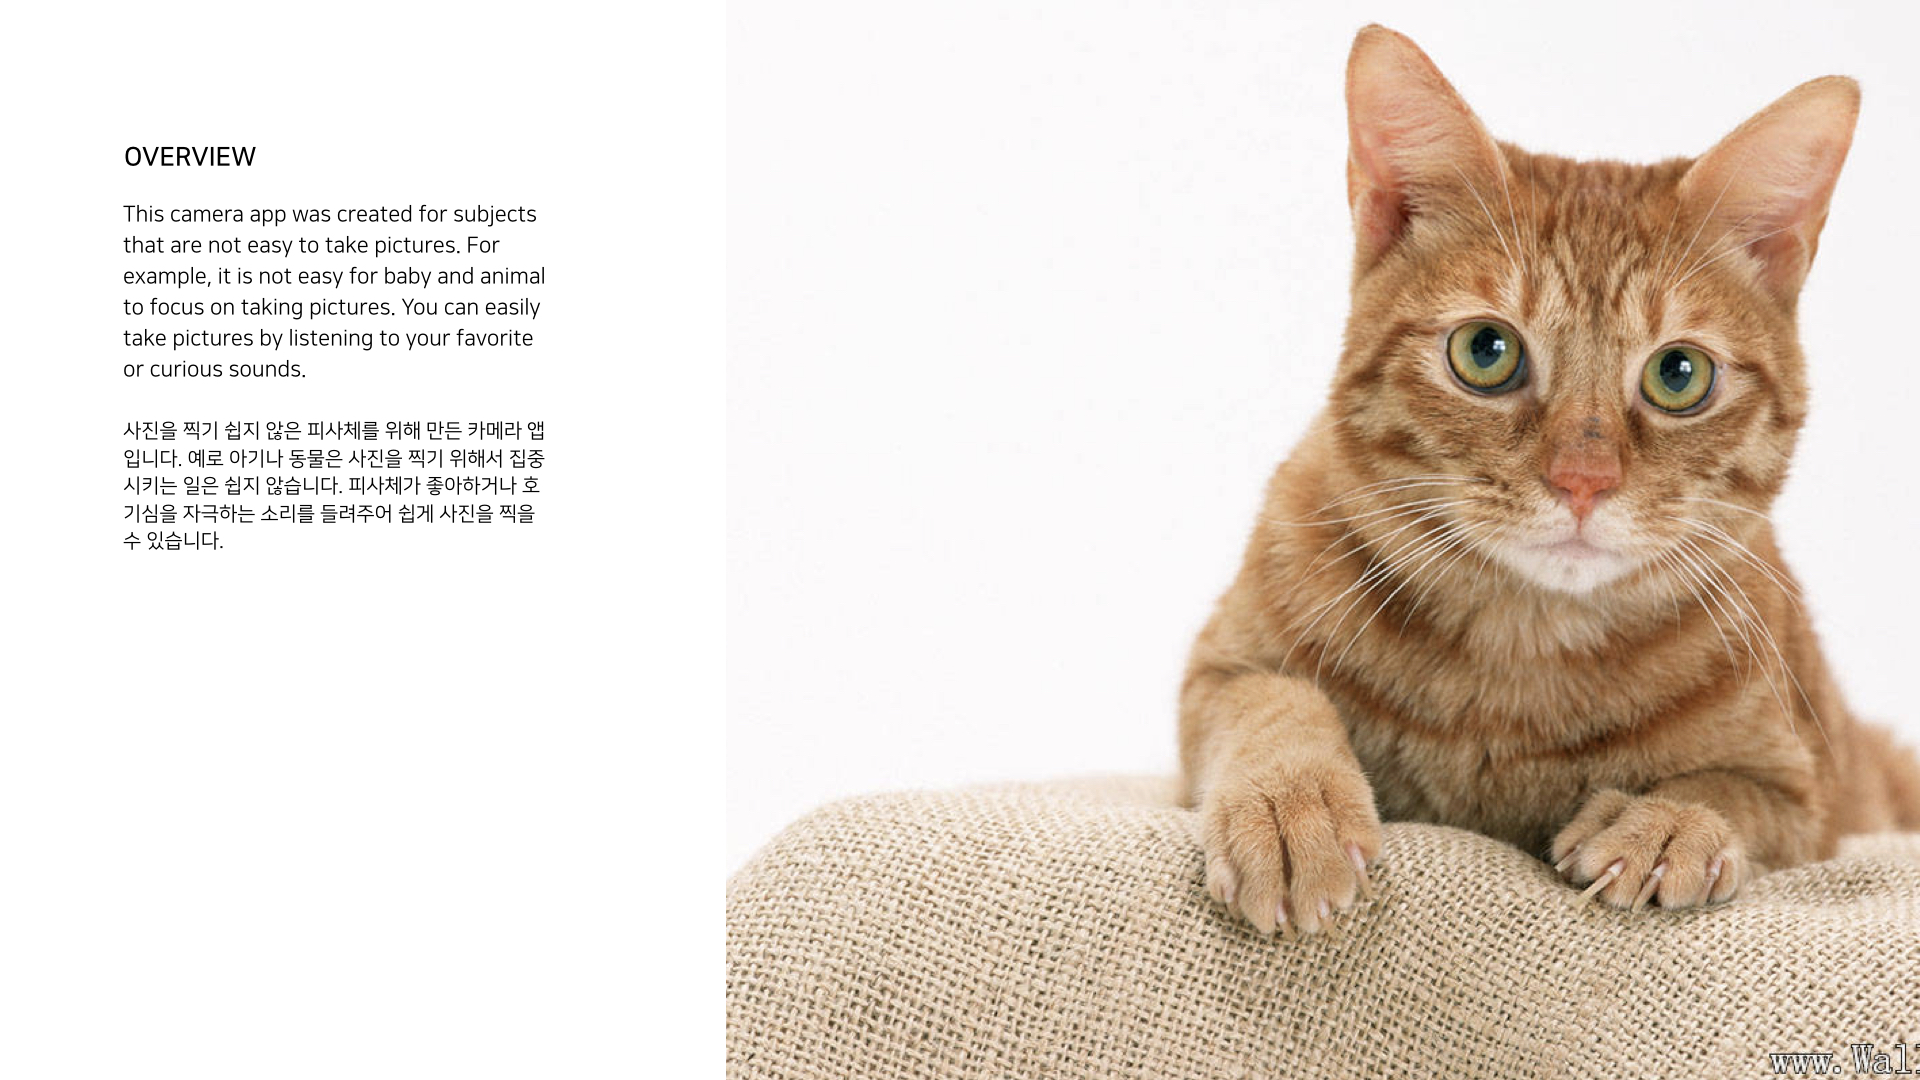 OVERVIEW
This camera app was created for subjects
that are not easy to take pictures. For
example, it is not easy for baby and animal
to focus on taking pictures. You can easily
take pictures by listening to your favorite
or curious sounds.
사진을 찍기 쉽지 않은 피사체를 위해 만든 카메라 앱
입니다. 예로 아기나 동물은 사진을 찍기 위해서 집중
시키는 일은 쉽지 않습니다. 피사체가 좋아하거나 호
기심을 자극하는 소리를 들려주어 쉽게 사진을 찍을
수 있습니다.
www.Wal